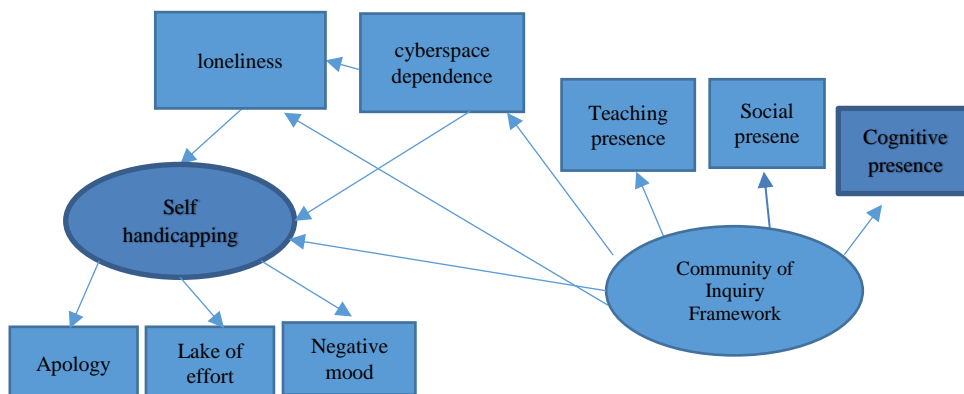 loneliness
cyberspace
dependence
Teaching
presence
Social
presene
Cognitive
presence
Self
handicapping
Community of
Inquiry
Framework
Apology
Lake of
effort
Negative
mood